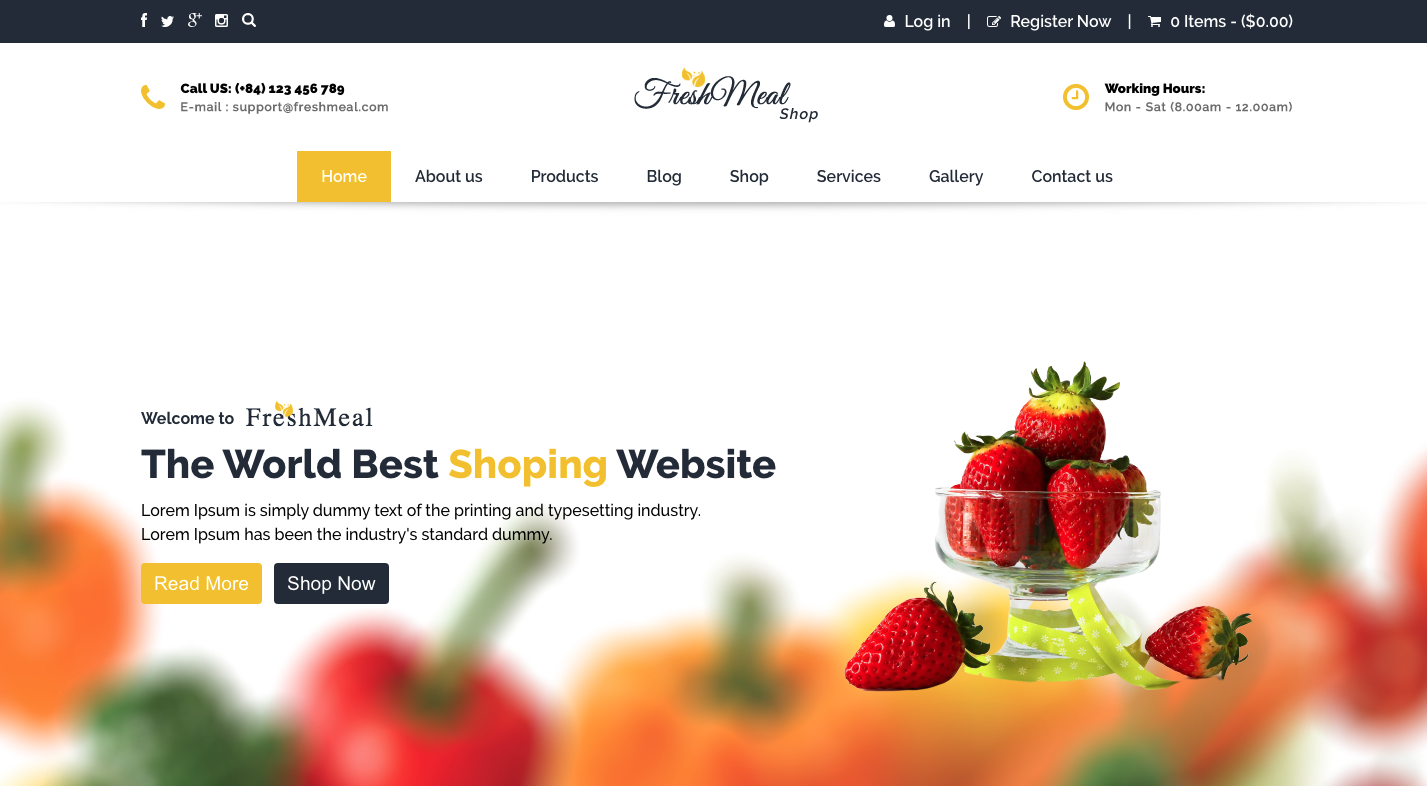 Log in | Register Now | 0 Items - ($0.00)
Call US: (+84) 123 456 789
E-mail : support@freshmeal.com
FreshMeal
Shop
Working Hours:
Mon - Sat (8.00am - 12.00am)
Home About us Products Blog Shop Services Gallery Contact us
Welcome to FreshMeal
The World Best Shoping Website
Lorem Ipsum is simply dummy text of the printing and typesetting industry.
Lorem Ipsum has been the industry's standard dummy.
Read More Shop Now